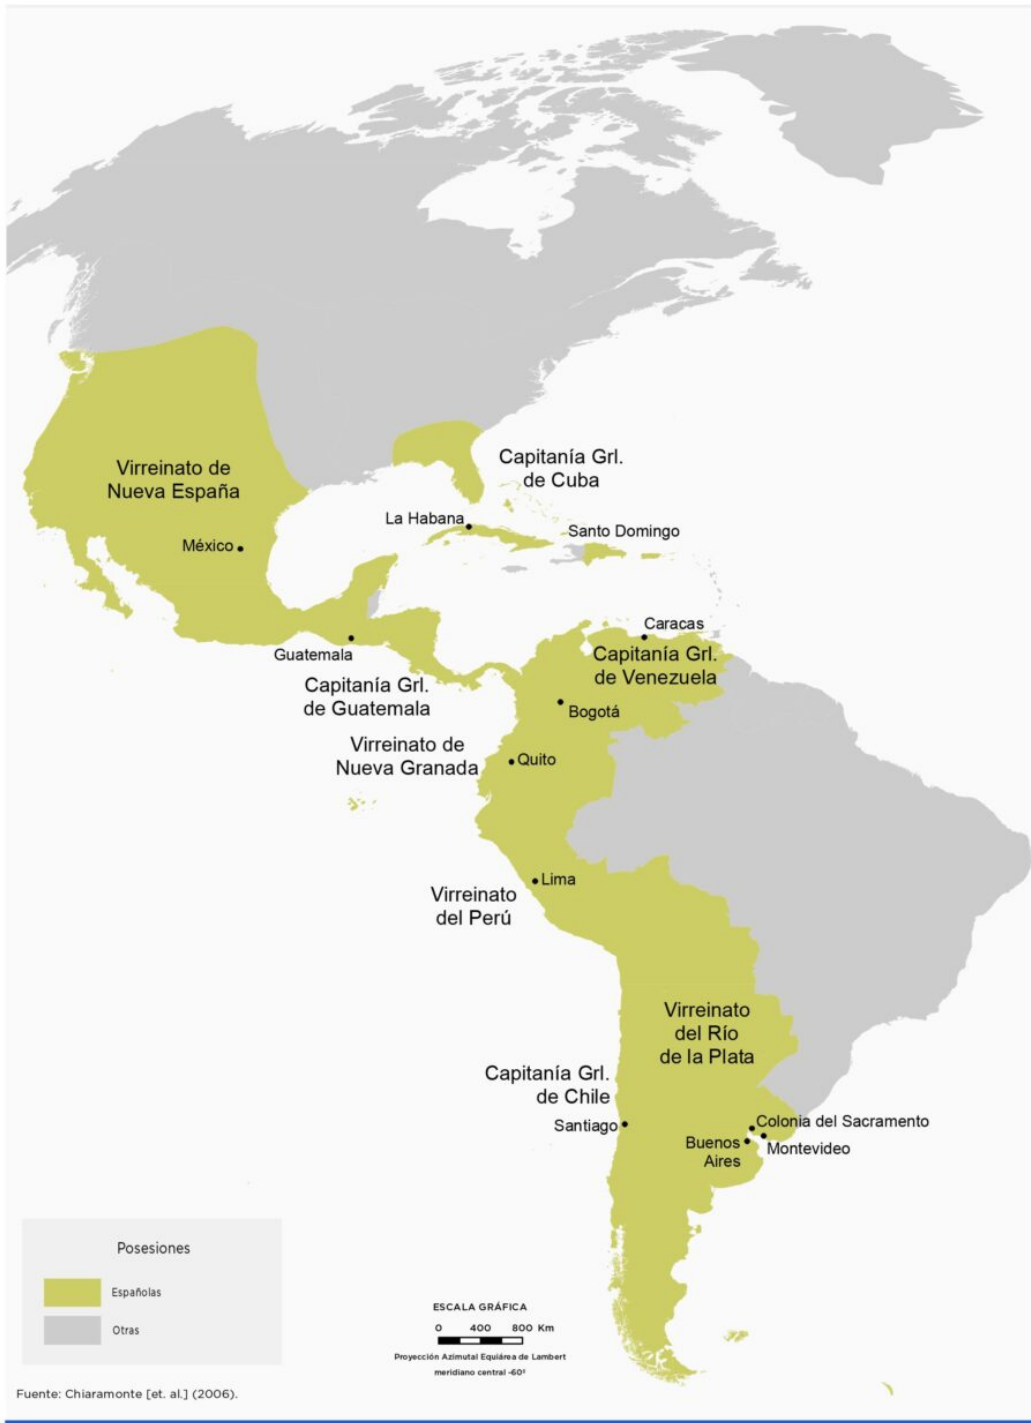 Virreinato de
Nueva España
México
Capitanía Grl.
de Cuba
La Habana
Santo Domingo
Guatemala
Capitanía Grl.
de Guatemala
Caracas
Capitanía Grl.
de Venezuela
Bogotá
Virreinato de
Nueva Granada
Quito
Lima
Virreinato
del Perú
Virreinato
del Río
de la Plata
Capitanía Grl.
de Chile
Santiago
Colonia del Sacramento
Buenos
Aires
Montevideo
Posesiones
Españolas
Otras
ESCALA GRÁFICA
0 400 800 Km
Proyección Azimutal Equiárea de Lambert
meridiano central -60º
Fuente: Chiaramonte [et. al.] (2006).